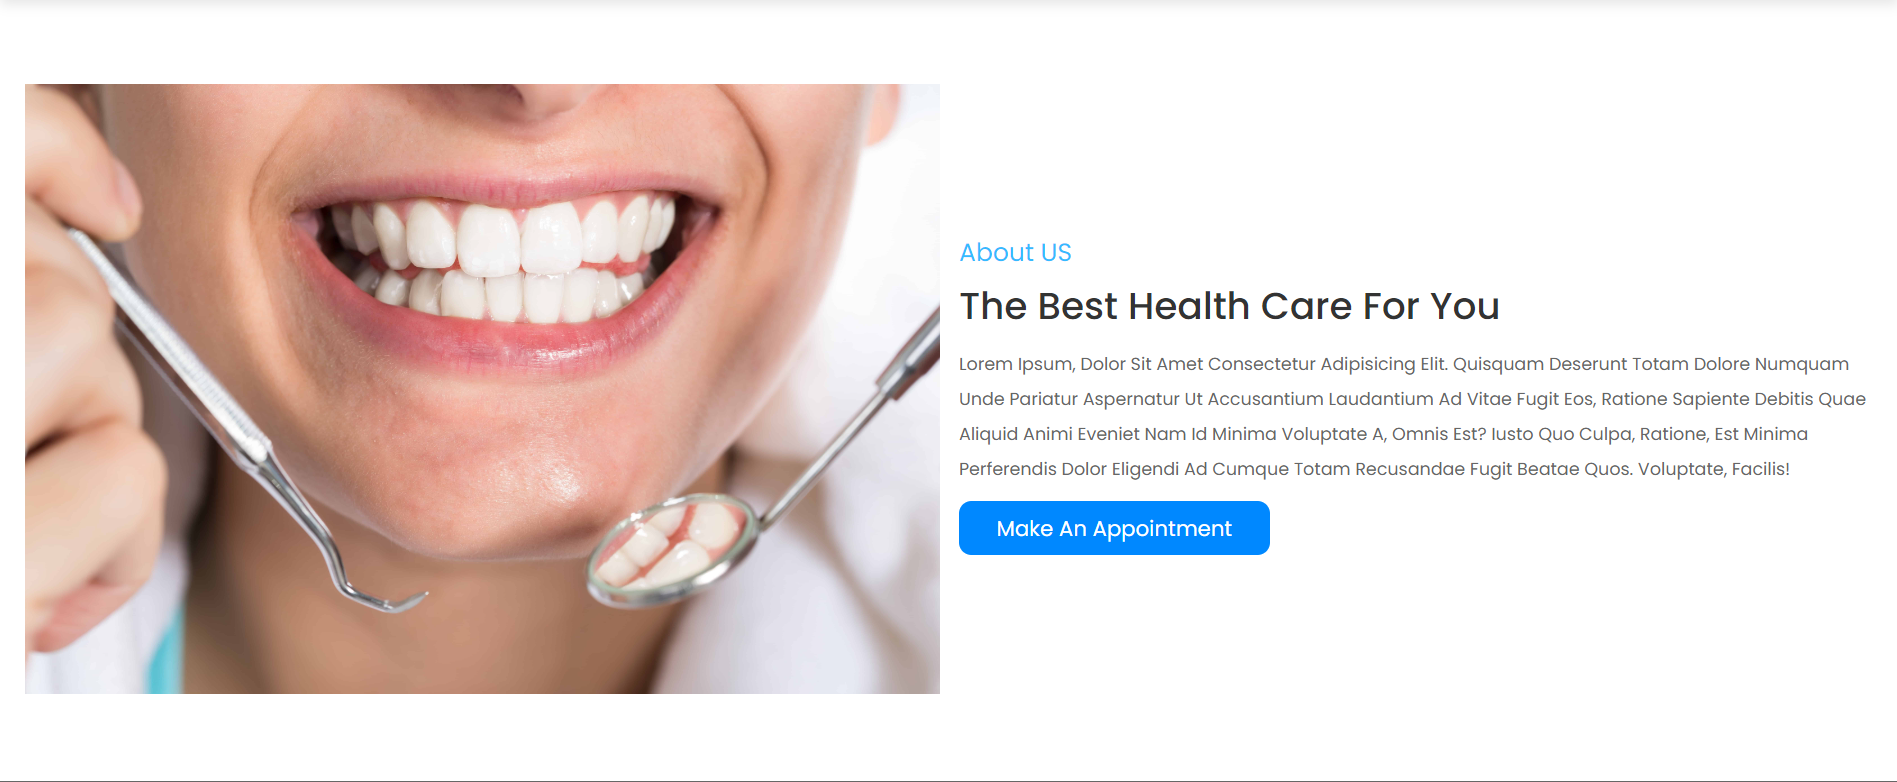 About US
The Best Health Care For You
Lorem Ipsum, Dolor Sit Amet Consectetur Adipisicing Elit. Quisquam Deserunt Totam Dolore Numquam
Unde Pariatur Aspernatur Ut Accusantium Laudantium Ad Vitae Fugit Eos, Ratione Sapiente Debitis Quae
Aliquid Animi Eveniet Nam Id Minima Voluptate A, Omnis Est? Iusto Quo Culpa, Ratione, Est Minima
Perferendis Dolor Eligendi Ad Cumque Totam Recusandae Fugit Beatae Quos. Voluptate, Facilis!
Make An Appointment